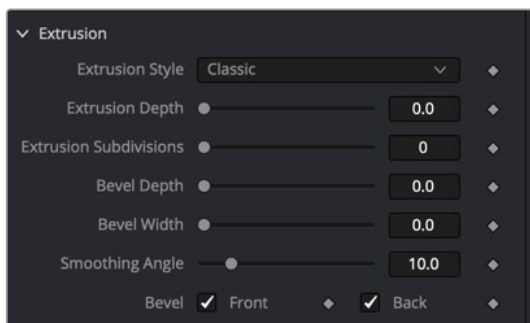 Extrusion
Extrusion Style Classic
Extrusion Depth 0.0
Extrusion Subdivisions 0
Bevel Depth 0.0
Bevel Width 0.0
Smoothing Angle 10.0
Bevel Front Back